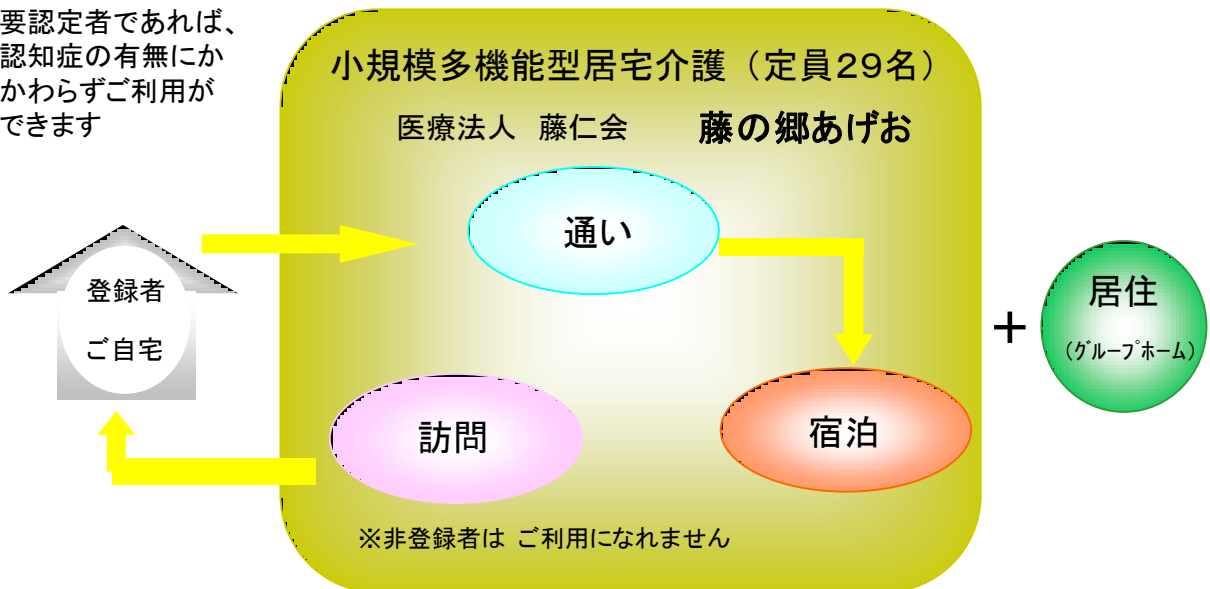 要認定者であれば、
認知症の有無にか
かわらずご利用が
できます
小規模多機能型居宅介護（定員29名）
医療法人　藤仁会　藤の郷あげお
通い
登録者
ご自宅
訪問
宿泊
※非登録者は ご利用になれません
＋
居住
（ｸﾞﾙｰﾌﾟﾎｰﾑ）